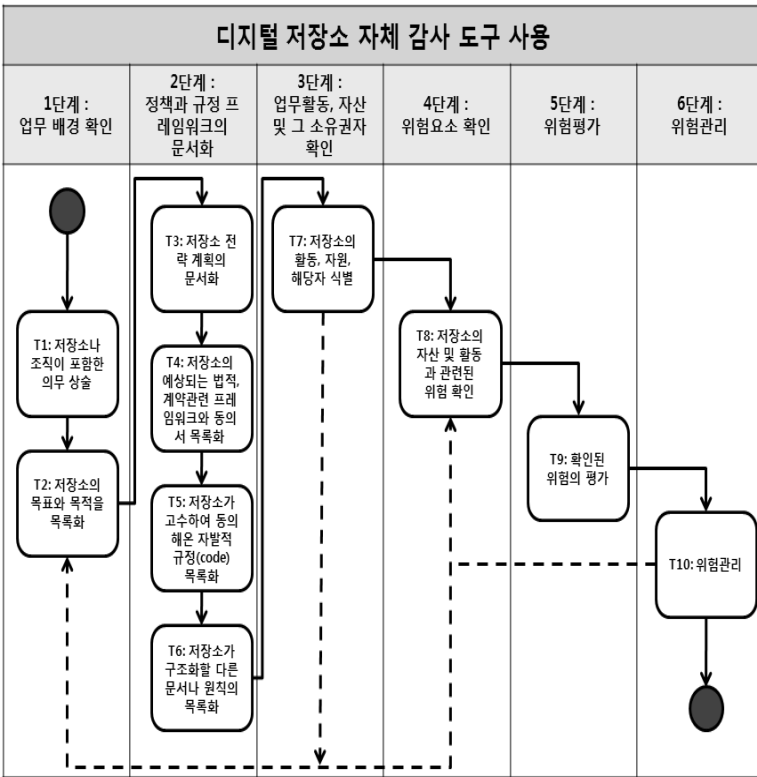 디지털 저장소 자체 감사 도구 사용
1단계 :
업무 배경 확인
2단계 :
정책과 규정 프
레임워크의
문서화
3단계 :
업무활동, 자산
및 그 소유권자
확인
4단계 :
위험요소 확인
5단계 :
위험평가
6단계 :
위험관리
T1: 저장소나
조직이 포함한
의무 상술
T2: 저장소의
목표와 목적을
목록화
T3: 저장소 전
략 계획의
문서화
T4: 저장소의
예상되는 법적,
계약관련 프레
임워크와 동의
서 목록화
T5: 저장소가
고수하여 동의
해온 자발적
규정(code)
목록화
T6: 저장소가
구조화할 다른
문서나 원칙의
목록화
T7: 저장소의
활동, 자원,
해당자 식별
T8: 저장소의
자산 및 활동
과 관련된
위험 확인
T9: 확인된
위험의 평가
T10: 위험관리